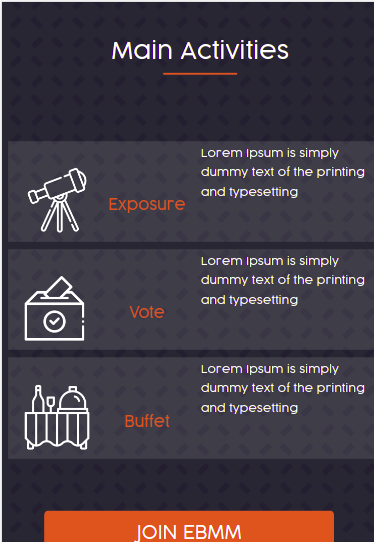 Main Activities
Lorem Ipsum is simply
dummy text of the printing
and typesetting
Exposure
Lorem Ipsum is simply
dummy text of the printing
and typesetting
Vote
Lorem Ipsum is simply
dummy text of the printing
and typesetting
Buffet
JOIN EBMM